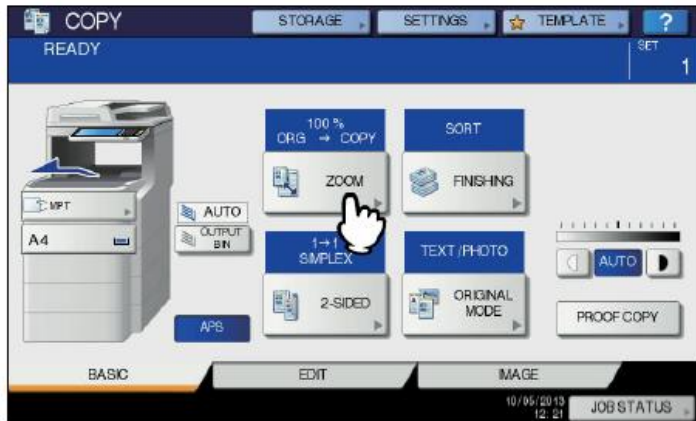 COPY
STORAGE
SETTINGS
TEMPLATE
?
READY
SET
1
100 %
ORG → COPY
SORT
ZOOM
FINISHING
MPT
AUTO
A4
OUTPUT
BIN
1→1
SIMPLEX
TEXT/PHOTO
AUTO
2-SIDED
ORIGINAL
MODE
PROOF COPY
APS
BASIC
EDIT
IMAGE
10/05/2013
12:21
JOB STATUS